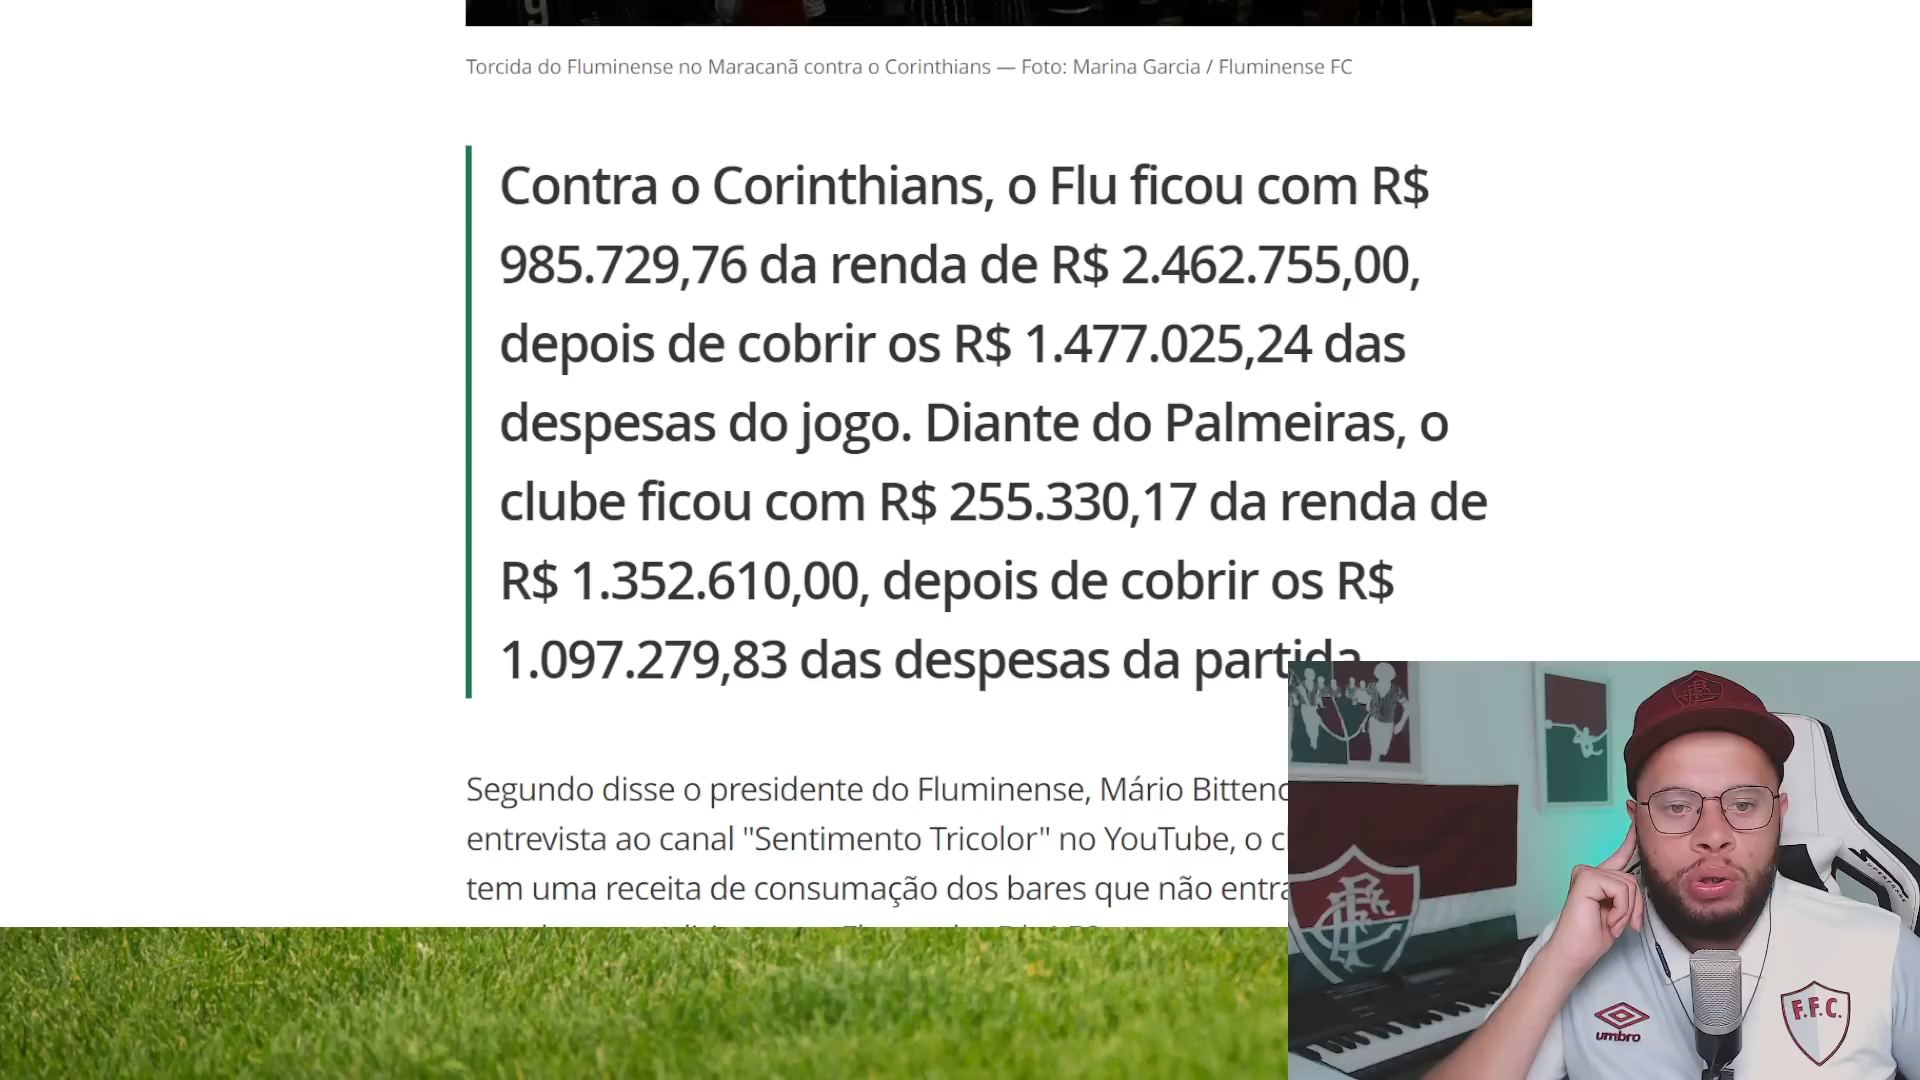 9
Torcida do Fluminense no Maracanã contra o Corinthians — Foto: Marina Garcia / Fluminense FC
Contra o Corinthians, o Flu ficou com R$
985.729,76 da renda de R$ 2.462.755,00,
depois de cobrir os R$ 1.477.025,24 das
despesas do jogo. Diante do Palmeiras, o
clube ficou com R$ 255.330,17 da renda de
R$ 1.352.610,00, depois de cobrir os R$
1.097.279,83 das despesas da partida
Segundo disse o presidente do Fluminense, Mário
entrevista ao canal "Sentimento Tricolor" no YouTube, o
tem uma receita de consumação dos bares que não
umbro
F.F.C.